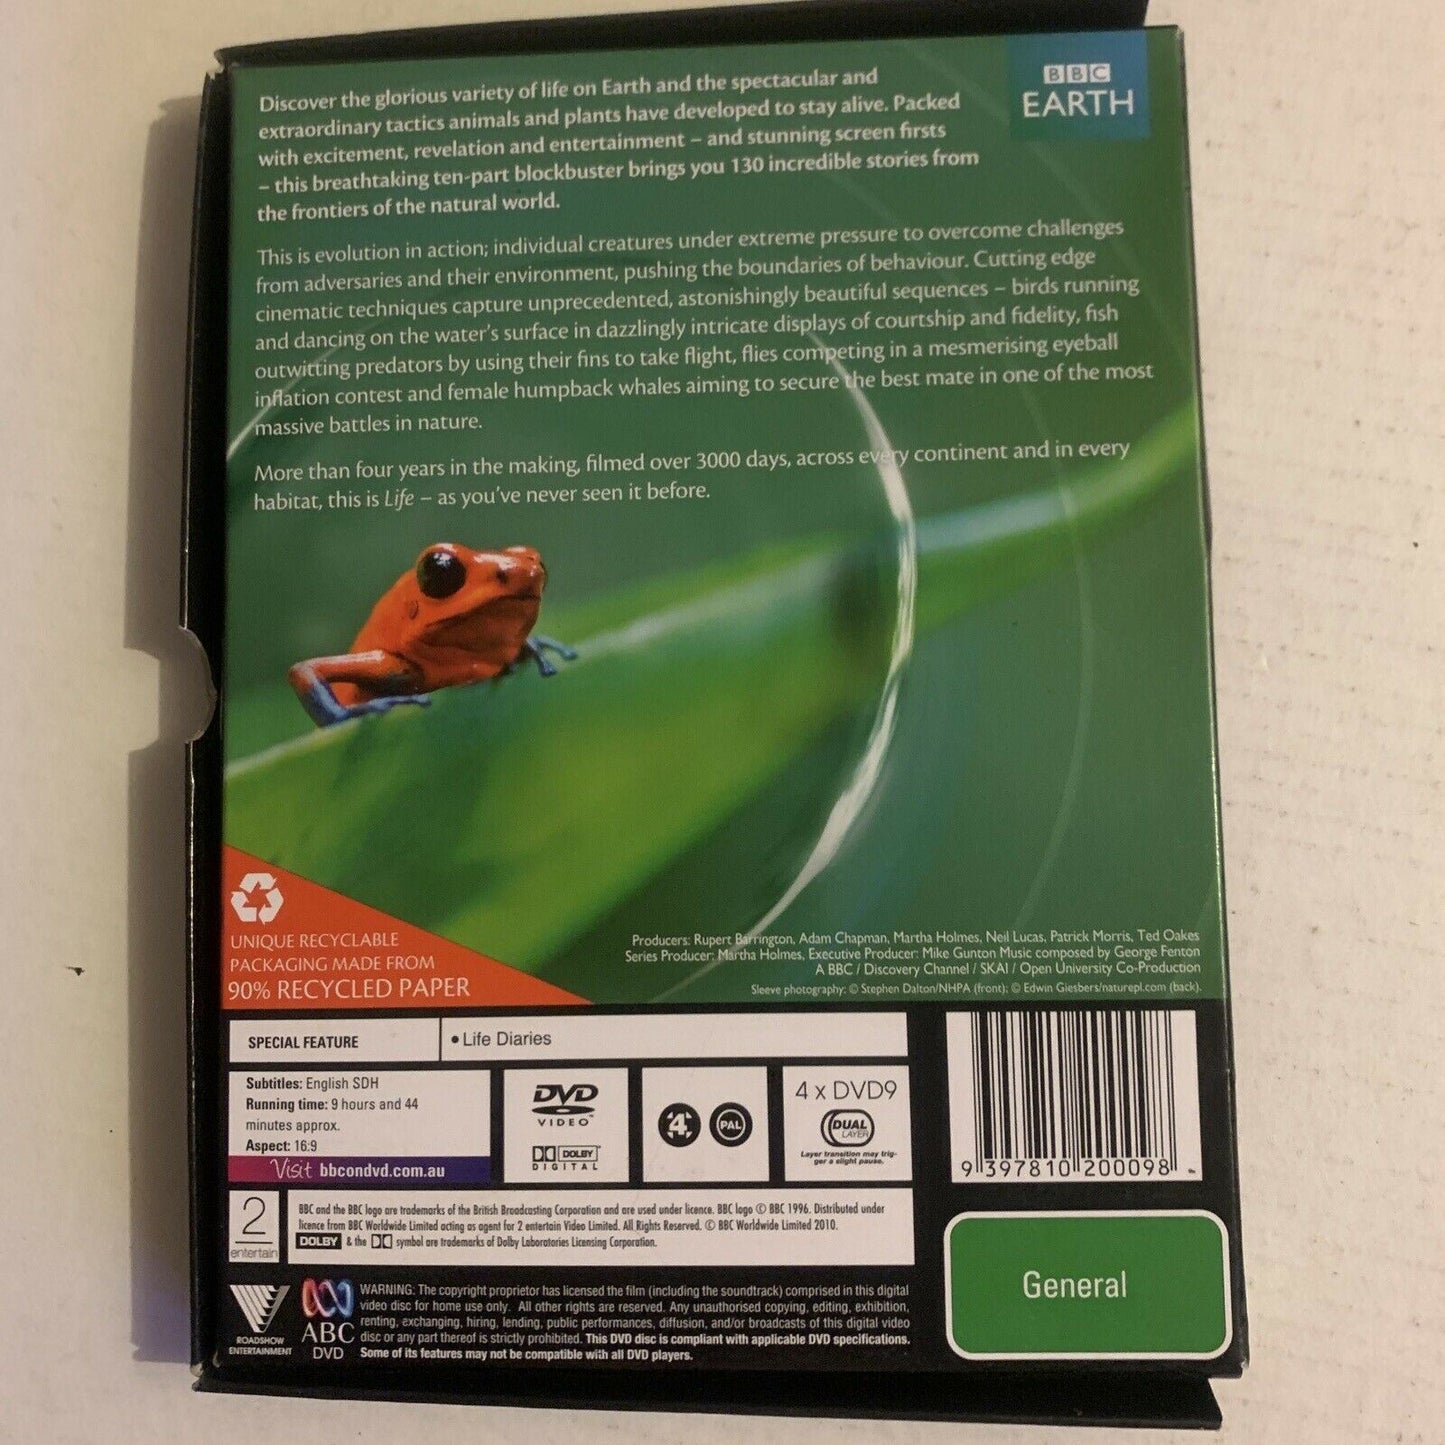 BBC
EARTH
Discover the glorious variety of life on Earth and the spectacular and
extraordinary tactics animals and plants have developed to stay alive. Packed
with excitement, revelation and entertainment – and stunning screen firsts
– this breathtaking ten-part blockbuster brings you 130 incredible stories from
the frontiers of the natural world.
This is evolution in action; individual creatures under extreme pressure to overcome challenges
from adversaries and their environment, pushing the boundaries of behaviour. Cutting edge
cinematic techniques capture unprecedented, astonishingly beautiful sequences – birds running
and dancing on the water's surface in dazzlingly intricate displays of courtship and fidelity, fish
outwitting predators by using their fins to take flight, flies competing in a mesmerising eyeball
inflation contest and female humpback whales aiming to secure the best mate in one of the most
massive battles in nature.
More than four years in the making, filmed over 3000 days, across every continent and in every
habitat, this is Life – as you've never seen it before.
UNIQUE RECYCLABLE
PACKAGING MADE FROM
90% RECYCLED PAPER
Producers: Rupert Barrington, Adam Chapman, Martha Holmes, Neil Lucas, Patrick Morris, Ted Oakes
Series Producer: Martha Holmes, Executive Producer: Mike Gunton Music composed by George Fenton
A BBC / Discovery Channel / SKAI / Open University Co-Production
Sleeve photography: © Stephen Dalton/NHPA (front); © Edwin Giesbers/naturepl.com (back).
SPECIAL FEATURE
• Life Diaries
Subtitles: English SDH
Running time: 9 hours and 44
minutes approx.
Aspect: 16:9
Visit bbcondvd.com.au
DVD
VIDEO™
DOLBY
DIGITAL
4
PAL
4 x DVD9
DUAL
LAYER
Layer transition may trig-
ger a slight pause.
9 397810 200098
2
entertain
BBC and the BBC logo are trademarks of the British Broadcasting Corporation and are used under licence. BBC logo © BBC 1996. Distributed under
licence from BBC Worldwide Limited acting as agent for 2 entertain Video Limited. All Rights Reserved. © BBC Worldwide Limited 2010.
DOLBY & the symbol are trademarks of Dolby Laboratories Licensing Corporation.
ROADSHOW
ENTERTAINMENT
ABC
DVD
WARNING: The copyright proprietor has licensed the film (including the soundtrack) comprised in this digital
video disc for home use only. All other rights are reserved. Any unauthorised copying, editing, exhibition,
renting, exchanging, hiring, lending, public performances, diffusion, and/or broadcasts of this digital video
disc or any part thereof is strictly prohibited. This DVD disc is compliant with applicable DVD specifications.
Some of its features may not be compatible with all DVD players.
General